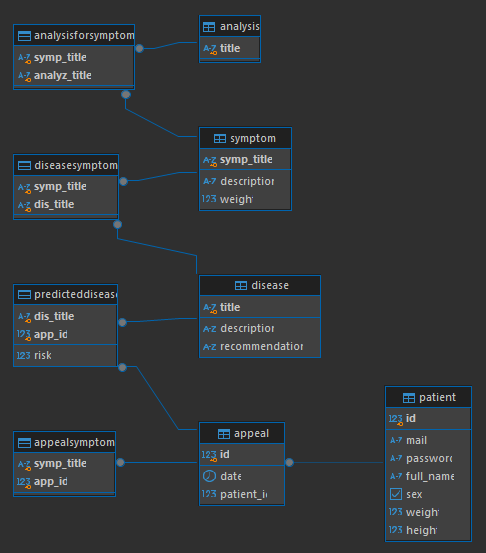 analysisforsymptom
A-Z symp_title
A-Z analyz_title
analysis
A-Z title
symptom
A-Z symp_title
A-Z description
123 weight
diseasesymptom
A-Z symp_title
A-Z dis_title
disease
A-Z title
A-Z description
A-Z recommendation
predicteddisease
A-Z dis_title
123 app_id
123 risk
patient
123 id
A-Z mail
A-Z password
A-Z full_name
sex
123 weight
123 height
appeal
123 id
date
123 patient_id
appealsymptom
A-Z symp_title
123 app_id